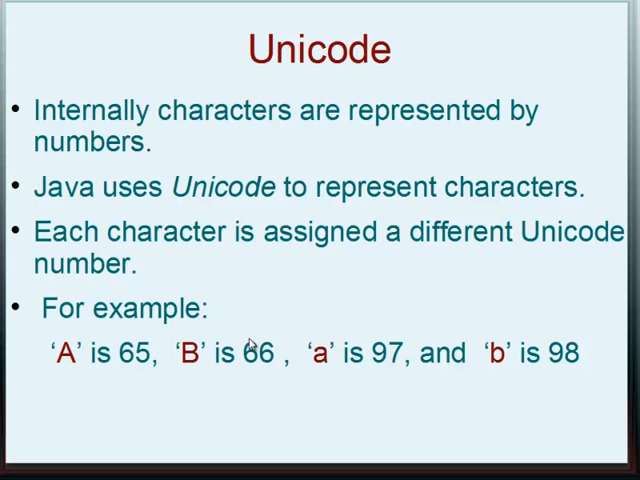 Unicode
• Internally characters are represented by
numbers.
• Java uses Unicode to represent characters.
• Each character is assigned a different Unicode
number.
• For example:
‘A’ is 65, ‘B’ is 66 , ‘a’ is 97, and ‘b’ is 98